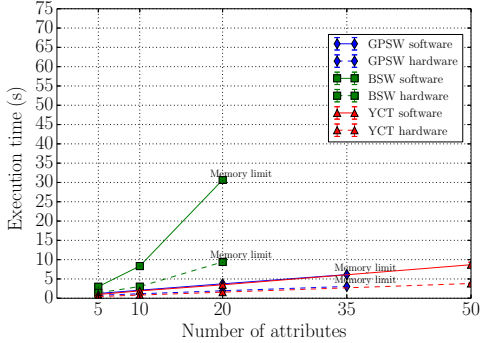 75
70
65
60
55
50
45
40
35
30
25
20
15
10
5
0
Execution time (s)
GPSW software
GPSW hardware
BSW software
BSW hardware
YCT software
YCT hardware
Memory limit
Memory limit
Memory limit
Memory limit
5 10 20 35 50
Number of attributes